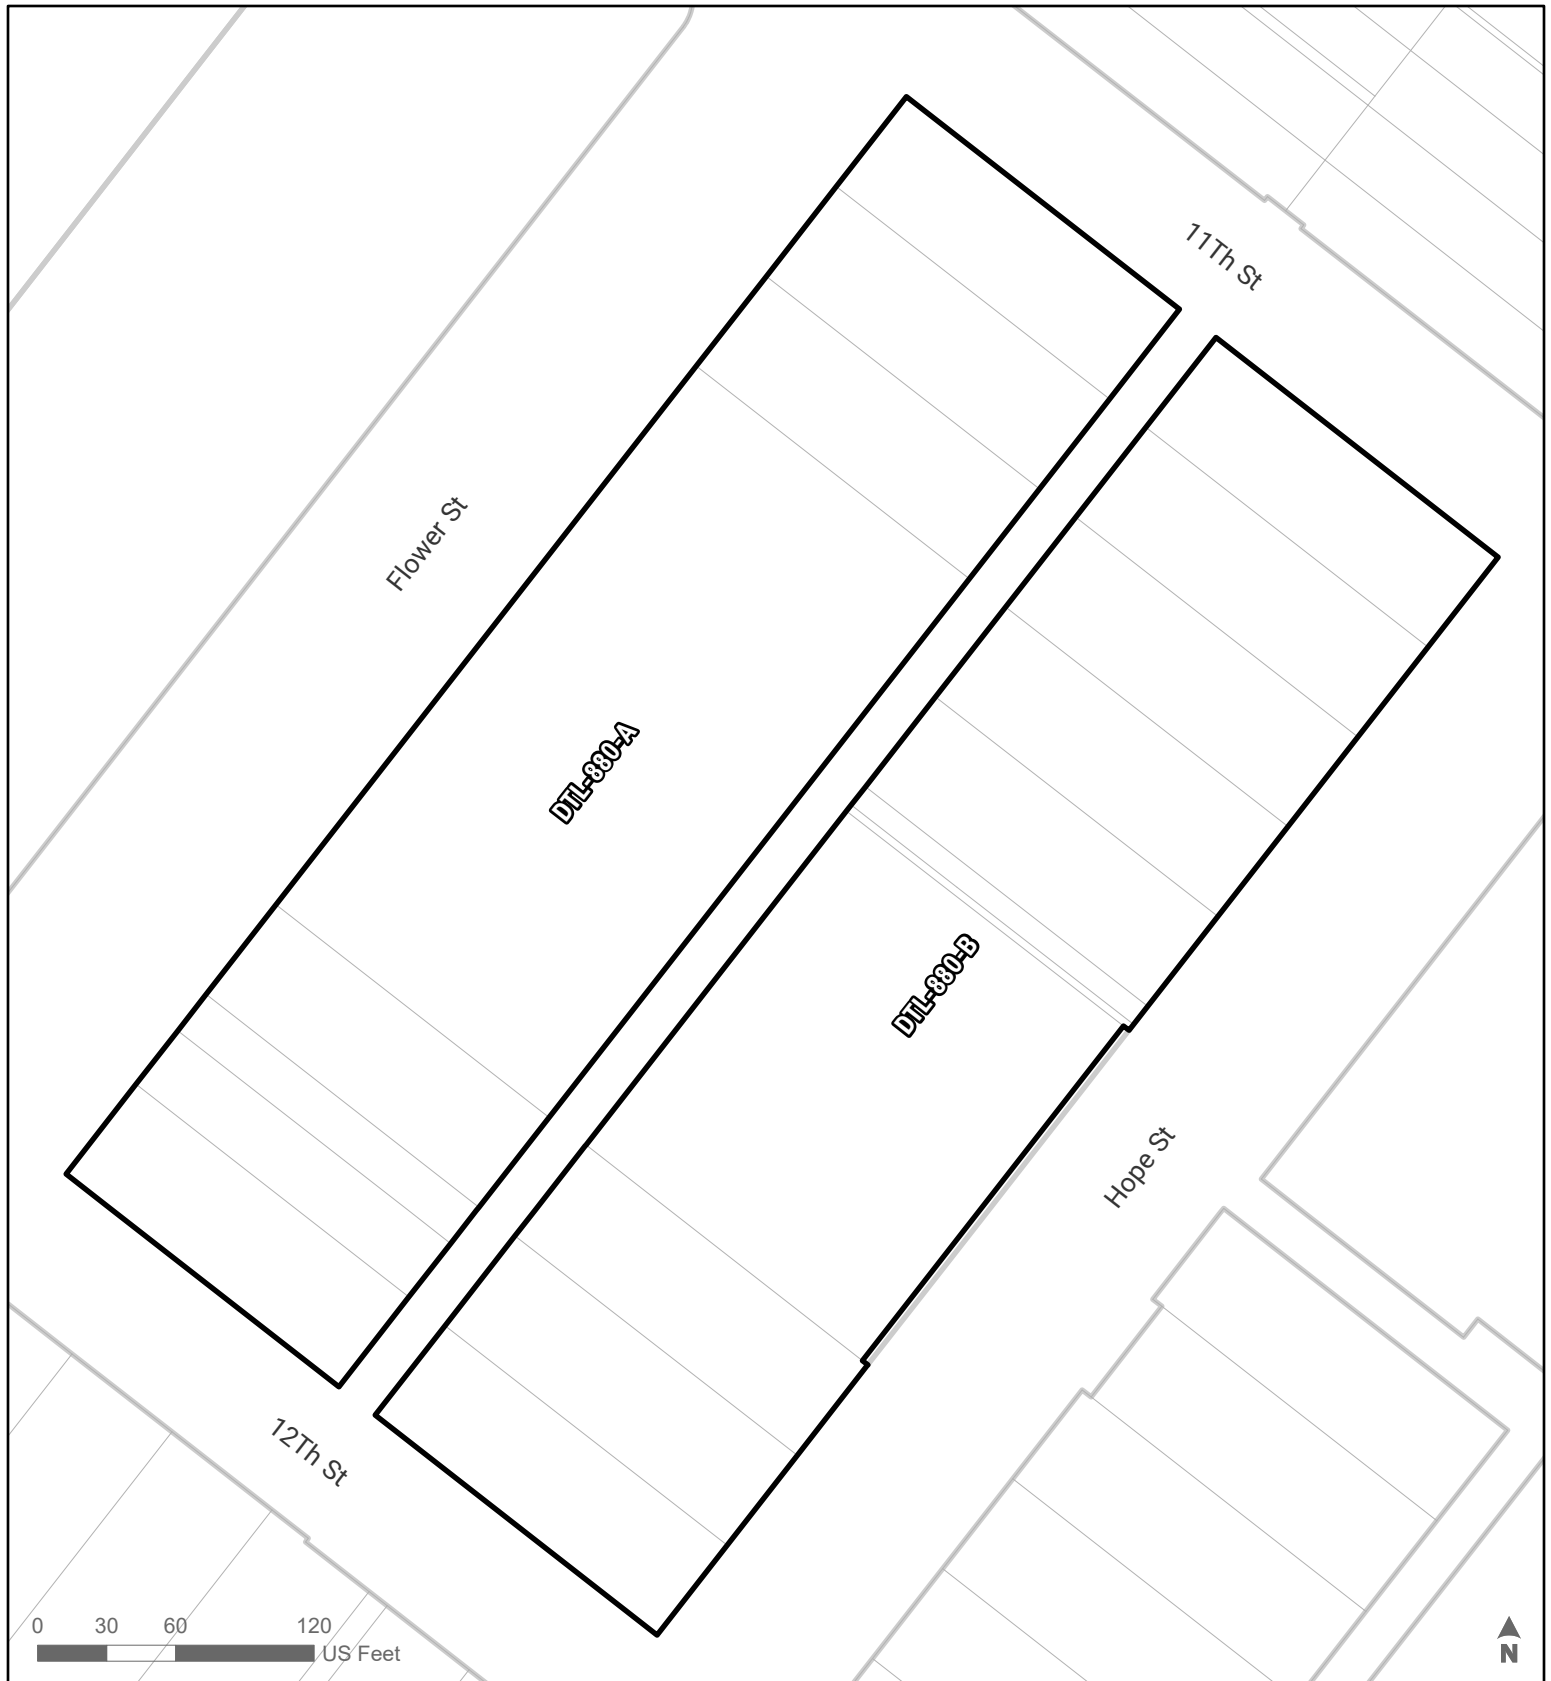 11Th St
Flower St
DTL-880-A
DTL-880-B
Hope St
12Th St
0 30 60 120
US Feet
N